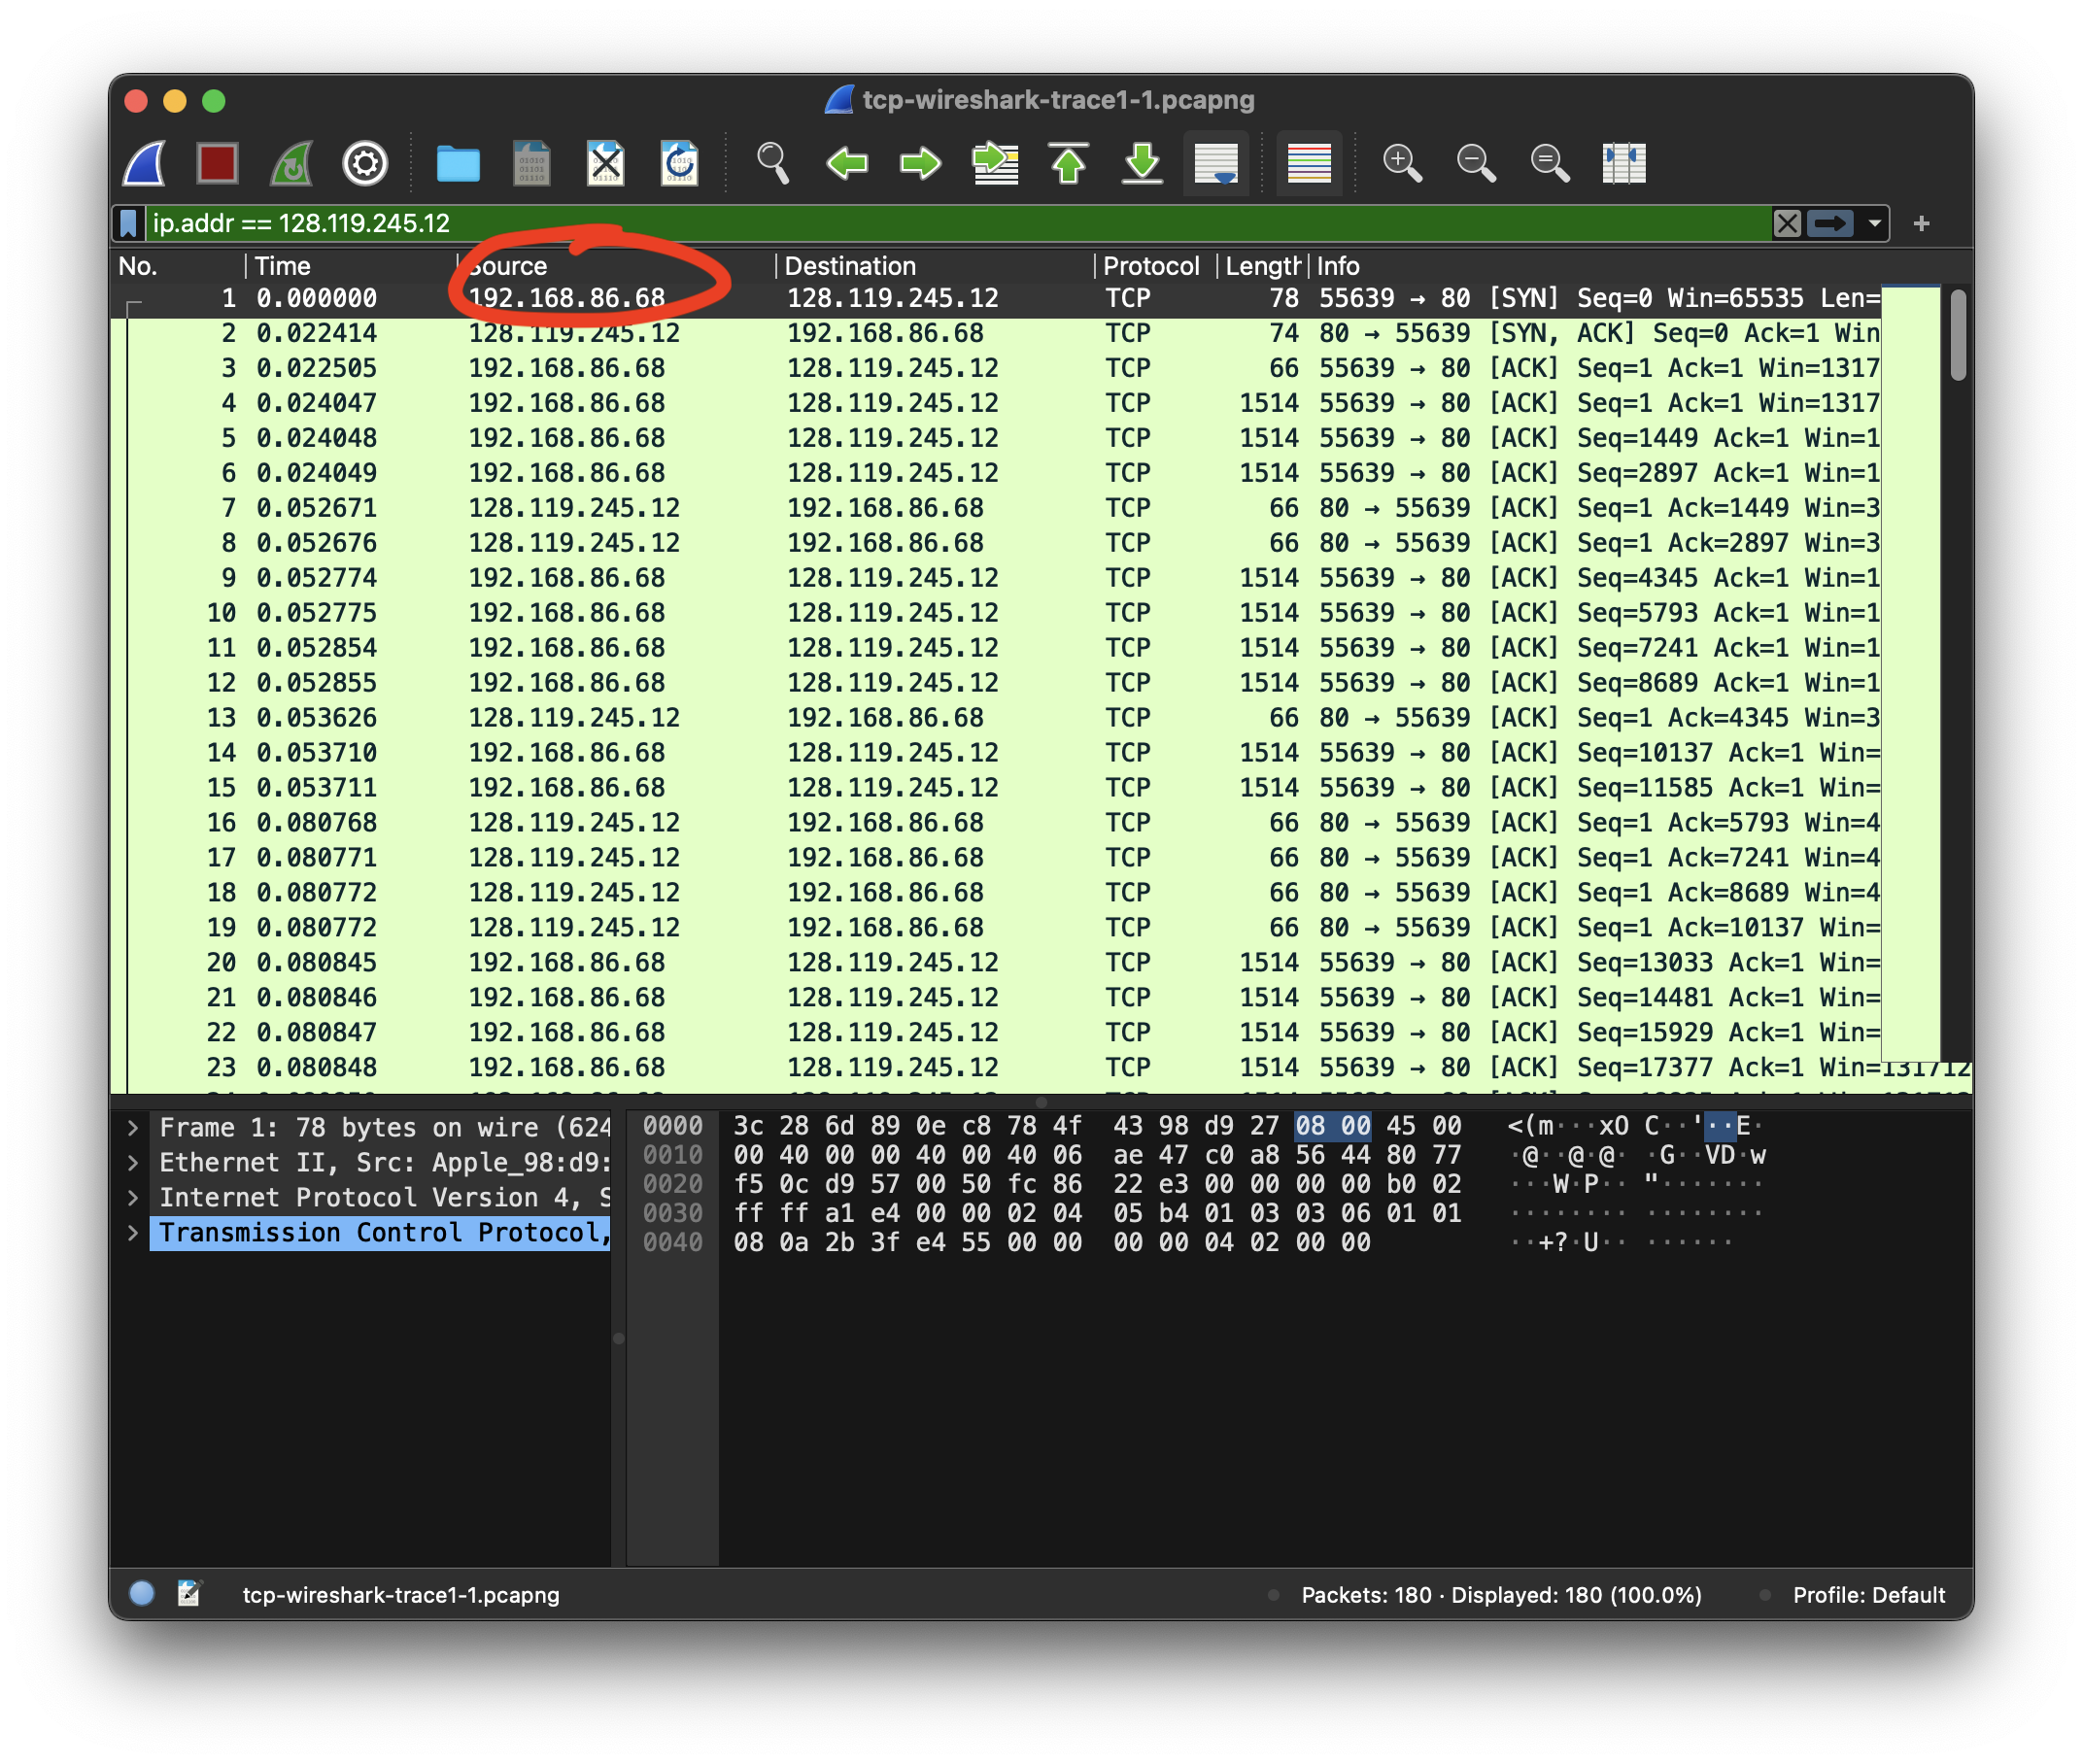 tcp-wireshark-trace1-1.pcapng
ip.addr == 128.119.245.12
No. Time Source Destination Protocol Length Info
1 0.000000 192.168.86.68 128.119.245.12 TCP 78 55639 → 80 [SYN] Seq=0 Win=65535 Len=
2 0.022414 128.119.245.12 192.168.86.68 TCP 74 80 → 55639 [SYN, ACK] Seq=0 Ack=1 Win
3 0.022505 192.168.86.68 128.119.245.12 TCP 66 55639 → 80 [ACK] Seq=1 Ack=1 Win=1317
4 0.024047 192.168.86.68 128.119.245.12 TCP 1514 55639 → 80 [ACK] Seq=1 Ack=1 Win=1317
5 0.024048 192.168.86.68 128.119.245.12 TCP 1514 55639 → 80 [ACK] Seq=1449 Ack=1 Win=1
6 0.024049 192.168.86.68 128.119.245.12 TCP 1514 55639 → 80 [ACK] Seq=2897 Ack=1 Win=1
7 0.052671 128.119.245.12 192.168.86.68 TCP 66 80 → 55639 [ACK] Seq=1 Ack=1449 Win=3
8 0.052676 128.119.245.12 192.168.86.68 TCP 66 80 → 55639 [ACK] Seq=1 Ack=2897 Win=3
9 0.052774 192.168.86.68 128.119.245.12 TCP 1514 55639 → 80 [ACK] Seq=4345 Ack=1 Win=1
10 0.052775 192.168.86.68 128.119.245.12 TCP 1514 55639 → 80 [ACK] Seq=5793 Ack=1 Win=1
11 0.052854 192.168.86.68 128.119.245.12 TCP 1514 55639 → 80 [ACK] Seq=7241 Ack=1 Win=1
12 0.052855 192.168.86.68 128.119.245.12 TCP 1514 55639 → 80 [ACK] Seq=8689 Ack=1 Win=1
13 0.053626 128.119.245.12 192.168.86.68 TCP 66 80 → 55639 [ACK] Seq=1 Ack=4345 Win=3
14 0.053710 192.168.86.68 128.119.245.12 TCP 1514 55639 → 80 [ACK] Seq=10137 Ack=1 Win=
15 0.053711 192.168.86.68 128.119.245.12 TCP 1514 55639 → 80 [ACK] Seq=11585 Ack=1 Win=
16 0.080768 128.119.245.12 192.168.86.68 TCP 66 80 → 55639 [ACK] Seq=1 Ack=5793 Win=4
17 0.080771 128.119.245.12 192.168.86.68 TCP 66 80 → 55639 [ACK] Seq=1 Ack=7241 Win=4
18 0.080772 128.119.245.12 192.168.86.68 TCP 66 80 → 55639 [ACK] Seq=1 Ack=8689 Win=4
19 0.080772 128.119.245.12 192.168.86.68 TCP 66 80 → 55639 [ACK] Seq=1 Ack=10137 Win=
20 0.080845 192.168.86.68 128.119.245.12 TCP 1514 55639 → 80 [ACK] Seq=13033 Ack=1 Win=
21 0.080846 192.168.86.68 128.119.245.12 TCP 1514 55639 → 80 [ACK] Seq=14481 Ack=1 Win=
22 0.080847 192.168.86.68 128.119.245.12 TCP 1514 55639 → 80 [ACK] Seq=15929 Ack=1 Win=
23 0.080848 192.168.86.68 128.119.245.12 TCP 1514 55639 → 80 [ACK] Seq=17377 Ack=1 Win=131712
Frame 1: 78 bytes on wire (624
Ethernet II, Src: Apple_98:d9:
Internet Protocol Version 4, S
Transmission Control Protocol,
0000 3c 28 6d 89 0e c8 78 4f 43 98 d9 27 08 00 45 00 <(m···xO C··'··E·
0010 00 40 00 00 40 00 40 06 ae 47 c0 a8 56 44 80 77 ·@··@·@· ·G··VD·w
0020 f5 0c d9 57 00 50 fc 86 22 e3 00 00 00 00 b0 02 ···W·P·· "·······
0030 ff ff a1 e4 00 00 02 04 05 b4 01 03 03 06 01 01 ········ ········
0040 08 0a 2b 3f e4 55 00 00 00 00 04 02 00 00 ··+?·U·· ······
tcp-wireshark-trace1-1.pcapng
Packets: 180 · Displayed: 180 (100.0%)
Profile: Default